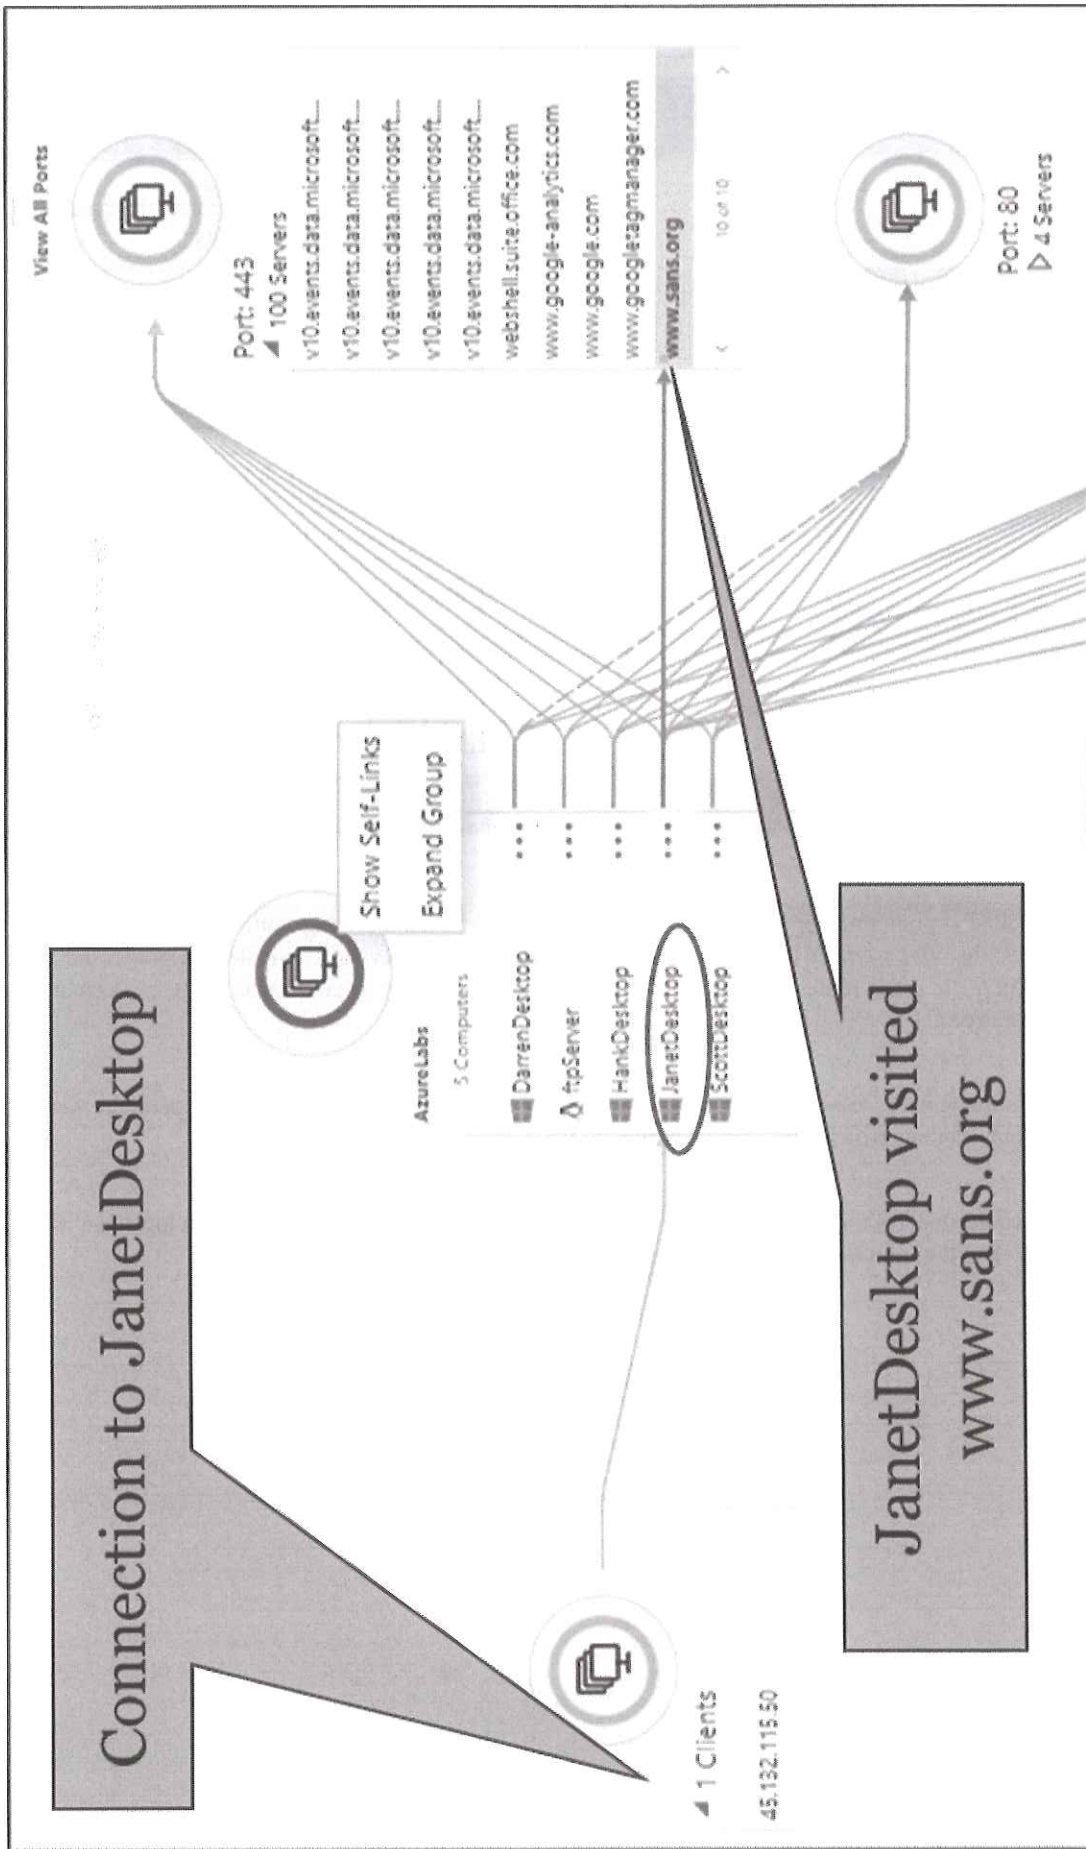 Connection to JanetDesktop
View All Ports
Show Self-Links
Expand Group
AzureLabs
5 Computers
DarrenDesktop
ftpServer
HankDesktop
JanetDesktop
ScottDesktop
1 Clients
45.132.115.50
Port: 443
100 Servers
v10.events.data.microsoft....
v10.events.data.microsoft....
v10.events.data.microsoft....
v10.events.data.microsoft....
v10.events.data.microsoft....
webshell.suite.office.com
www.google-analytics.com
www.google.com
www.googletagmanager.com
www.sans.org
< 10 of 10 >
Port: 80
4 Servers
JanetDesktop visited
www.sans.org